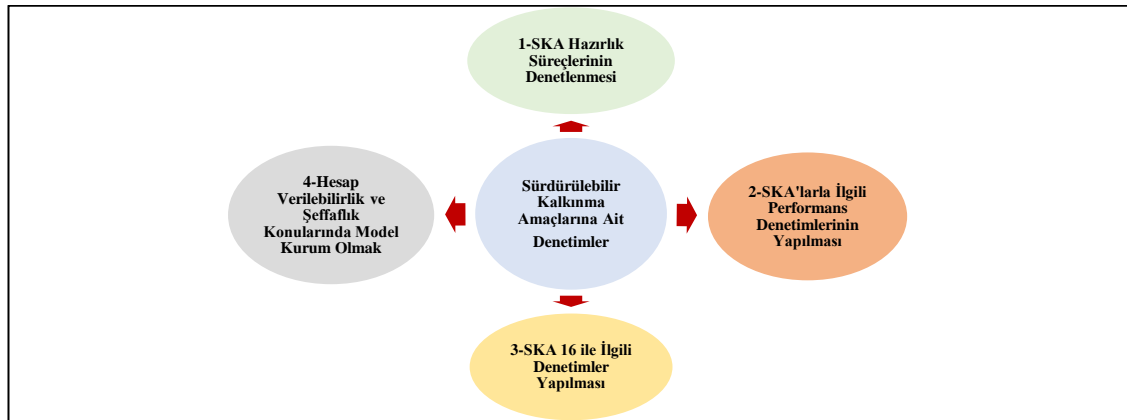 1-SKA Hazırlık
Süreçlerinin
Denetlenmesi
4-Hesap
Verilebilirlik ve
Şeffaflık
Konularında Model
Kurum Olmak
Sürdürülebilir
Kalkınma
Amaçlarına Ait
Denetimler
2-SKA'larla İlgili
Performans
Denetimlerinin
Yapılması
3-SKA 16 ile İlgili
Denetimler
Yapılması